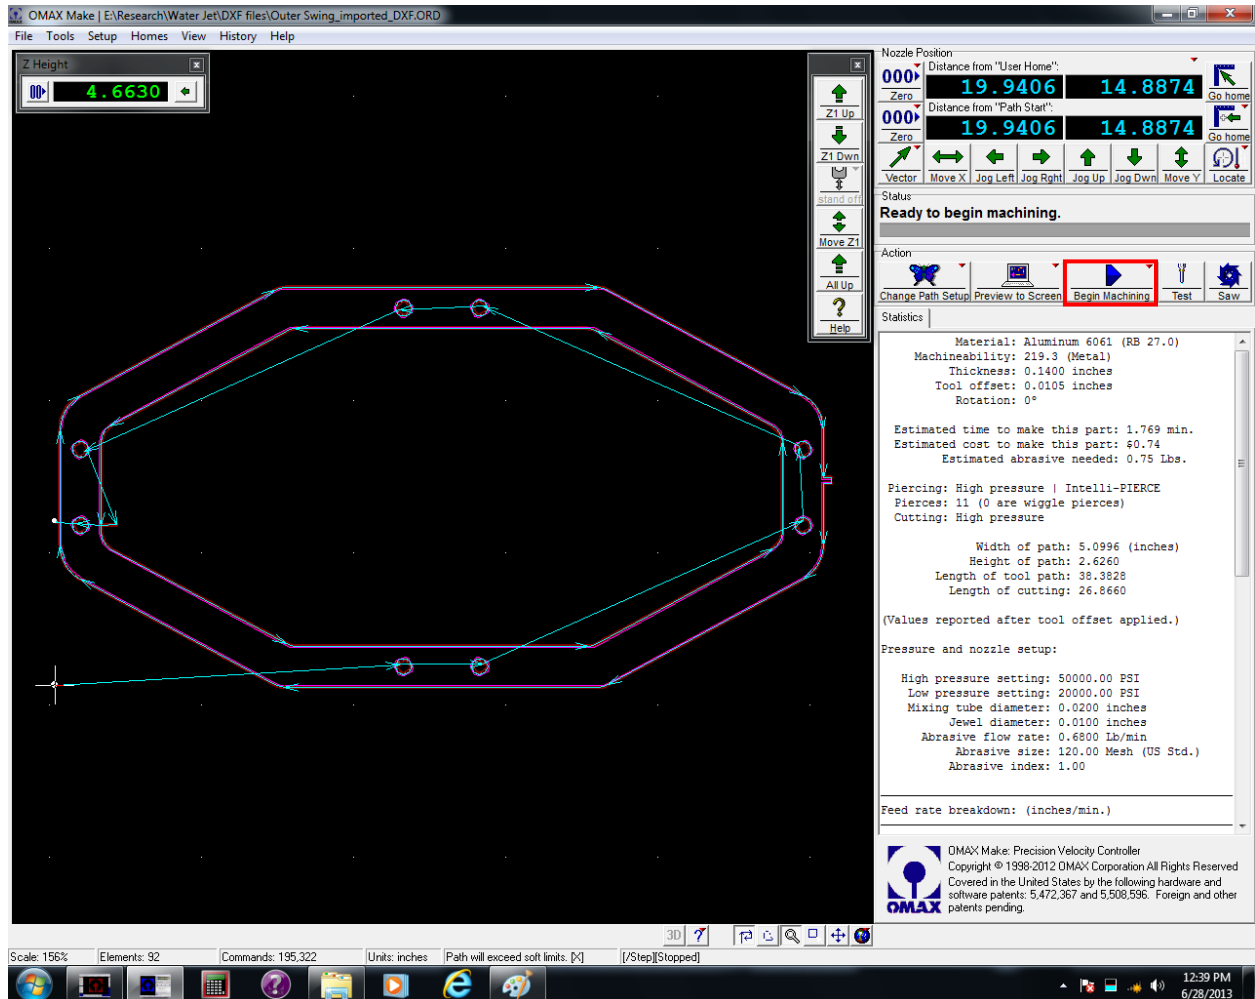 OMAX Make | E:\Research\Water Jet\DXF files\Outer Swing_imported_DXF.ORD
File Tools Setup Homes View History Help
Z Height
4.6630
Z1 Up
Z1 Dwn
stand off
Move Z1
All Up
Help
Nozzle Position
Distance from "User Home":
000 Zero 19.9406 14.8874 Go home
Distance from "Path Start":
000 Zero 19.9406 14.8874 Go home
Vector Move X Jog Left Jog Rght Jog Up Jog Dwn Move Y Locate
Status
Ready to begin machining.
Action
Change Path Setup Preview to Screen Begin Machining Test Saw
Statistics
Material: Aluminum 6061 (RB 27.0)
Machineability: 219.3 (Metal)
Thickness: 0.1400 inches
Tool offset: 0.0105 inches
Rotation: 0°
Estimated time to make this part: 1.769 min.
Estimated cost to make this part: $0.74
Estimated abrasive needed: 0.75 Lbs.
Piercing: High pressure | Intelli-PIERCE
Pierces: 11 (0 are wiggle pierces)
Cutting: High pressure
Width of path: 5.0996 (inches)
Height of path: 2.6260
Length of tool path: 38.3828
Length of cutting: 26.8660
(Values reported after tool offset applied.)
Pressure and nozzle setup:
High pressure setting: 50000.00 PSI
Low pressure setting: 20000.00 PSI
Mixing tube diameter: 0.0200 inches
Jewel diameter: 0.0100 inches
Abrasive flow rate: 0.6800 Lb/min
Abrasive size: 120.00 Mesh (US Std.)
Abrasive index: 1.00
Feed rate breakdown: (inches/min.)
OMAX Make: Precision Velocity Controller
Copyright © 1998-2012 OMAX Corporation All Rights Reserved
Covered in the United States by the following hardware and
software patents: 5,472,367 and 5,508,596. Foreign and other
patents pending.
OMAX
3D
Scale: 156% Elements: 92 Commands: 195,322 Units: inches Path will exceed soft limits. [X] [/Step][Stopped]
12:39 PM
6/28/2013